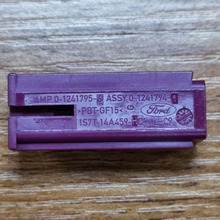 AMP 0-1241795- ASSY 0-1241794-
>PBT-GF15< Ford
1S7T-14A459-